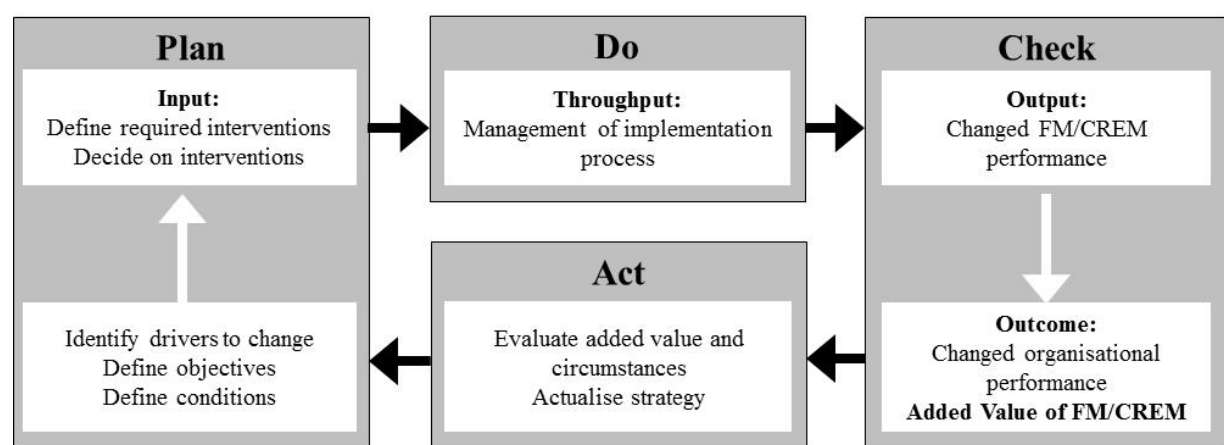 Plan
Input:
Define required interventions
Decide on interventions
Identify drivers to change
Define objectives
Define conditions
Do
Throughput:
Management of implementation
process
Check
Output:
Changed FM/CREM
performance
Outcome:
Changed organisational
performance
Added Value of FM/CREM
Act
Evaluate added value and
circumstances
Actualise strategy